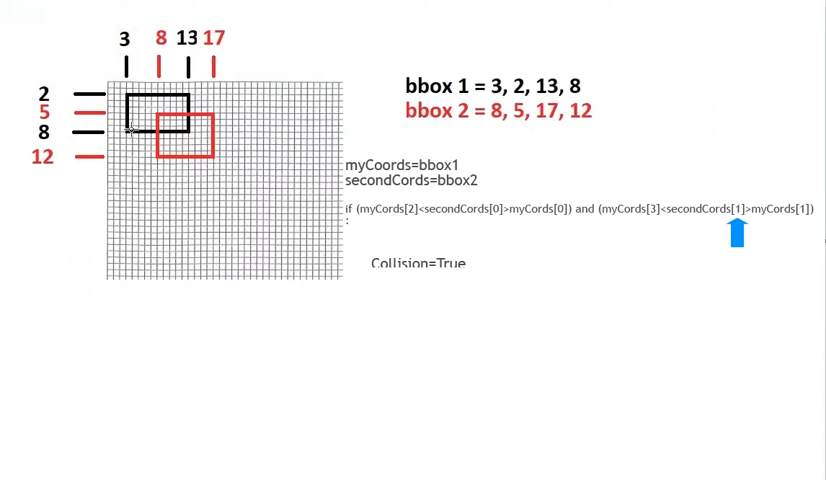 3 8 13 17
2
5
8
12
bbox 1 = 3, 2, 13, 8
bbox 2 = 8, 5, 17, 12
myCoords=bbox1
secondCords=bbox2
if (myCords[2]<secondCords[0]>myCords[0]) and (myCords[3]<secondCords[1]>myCords[1])
:
Collision=True